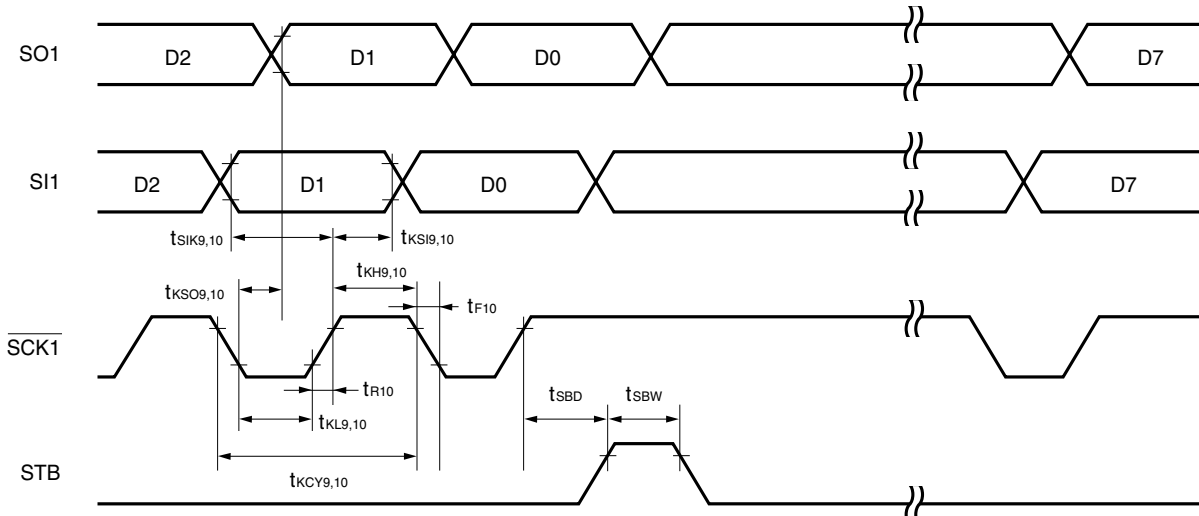 SO1 D2 D1 D0 D7
SI1 D2 D1 D0 D7
tSIK9,10 tKSI9,10
tKH9,10
tKSO9,10
tF10
SCK1
tR10
tSBD tSBW
tKL9,10
STB
tKCY9,10